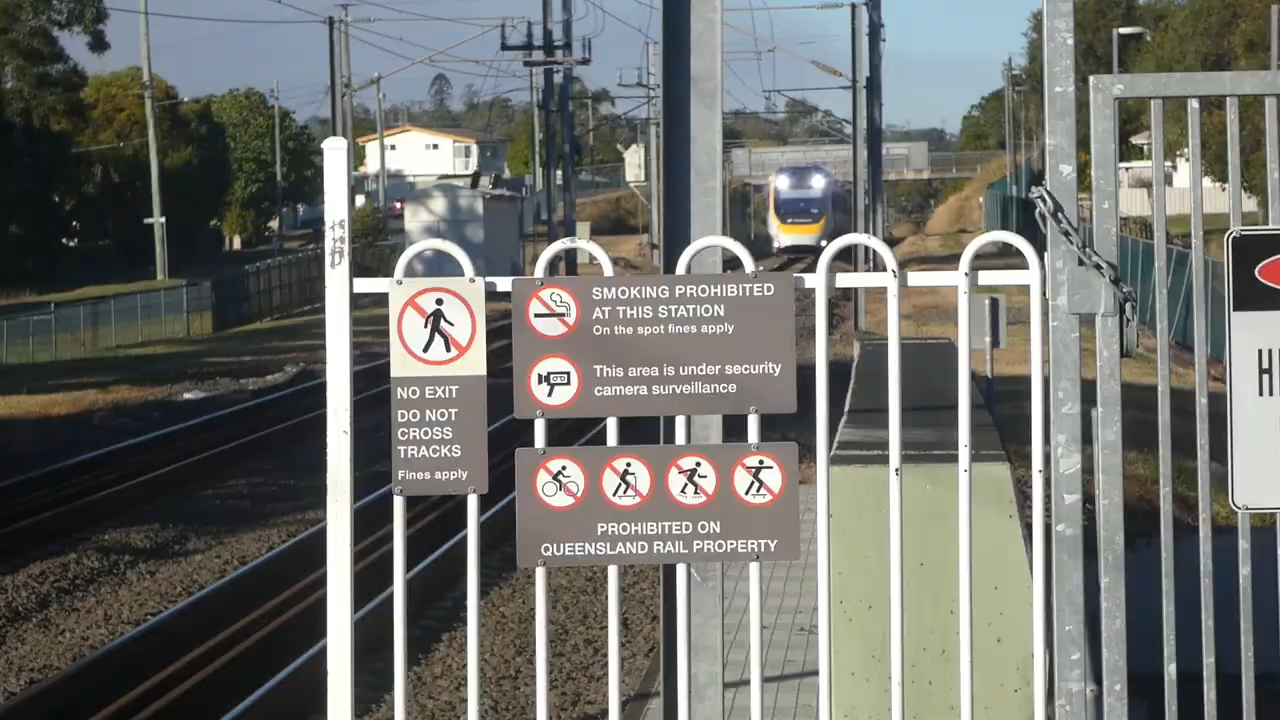 NO EXIT
DO NOT
CROSS
TRACKS
Fines apply
SMOKING PROHIBITED
AT THIS STATION
On the spot fines apply
This area is under security
camera surveillance
PROHIBITED ON
QUEENSLAND RAIL PROPERTY